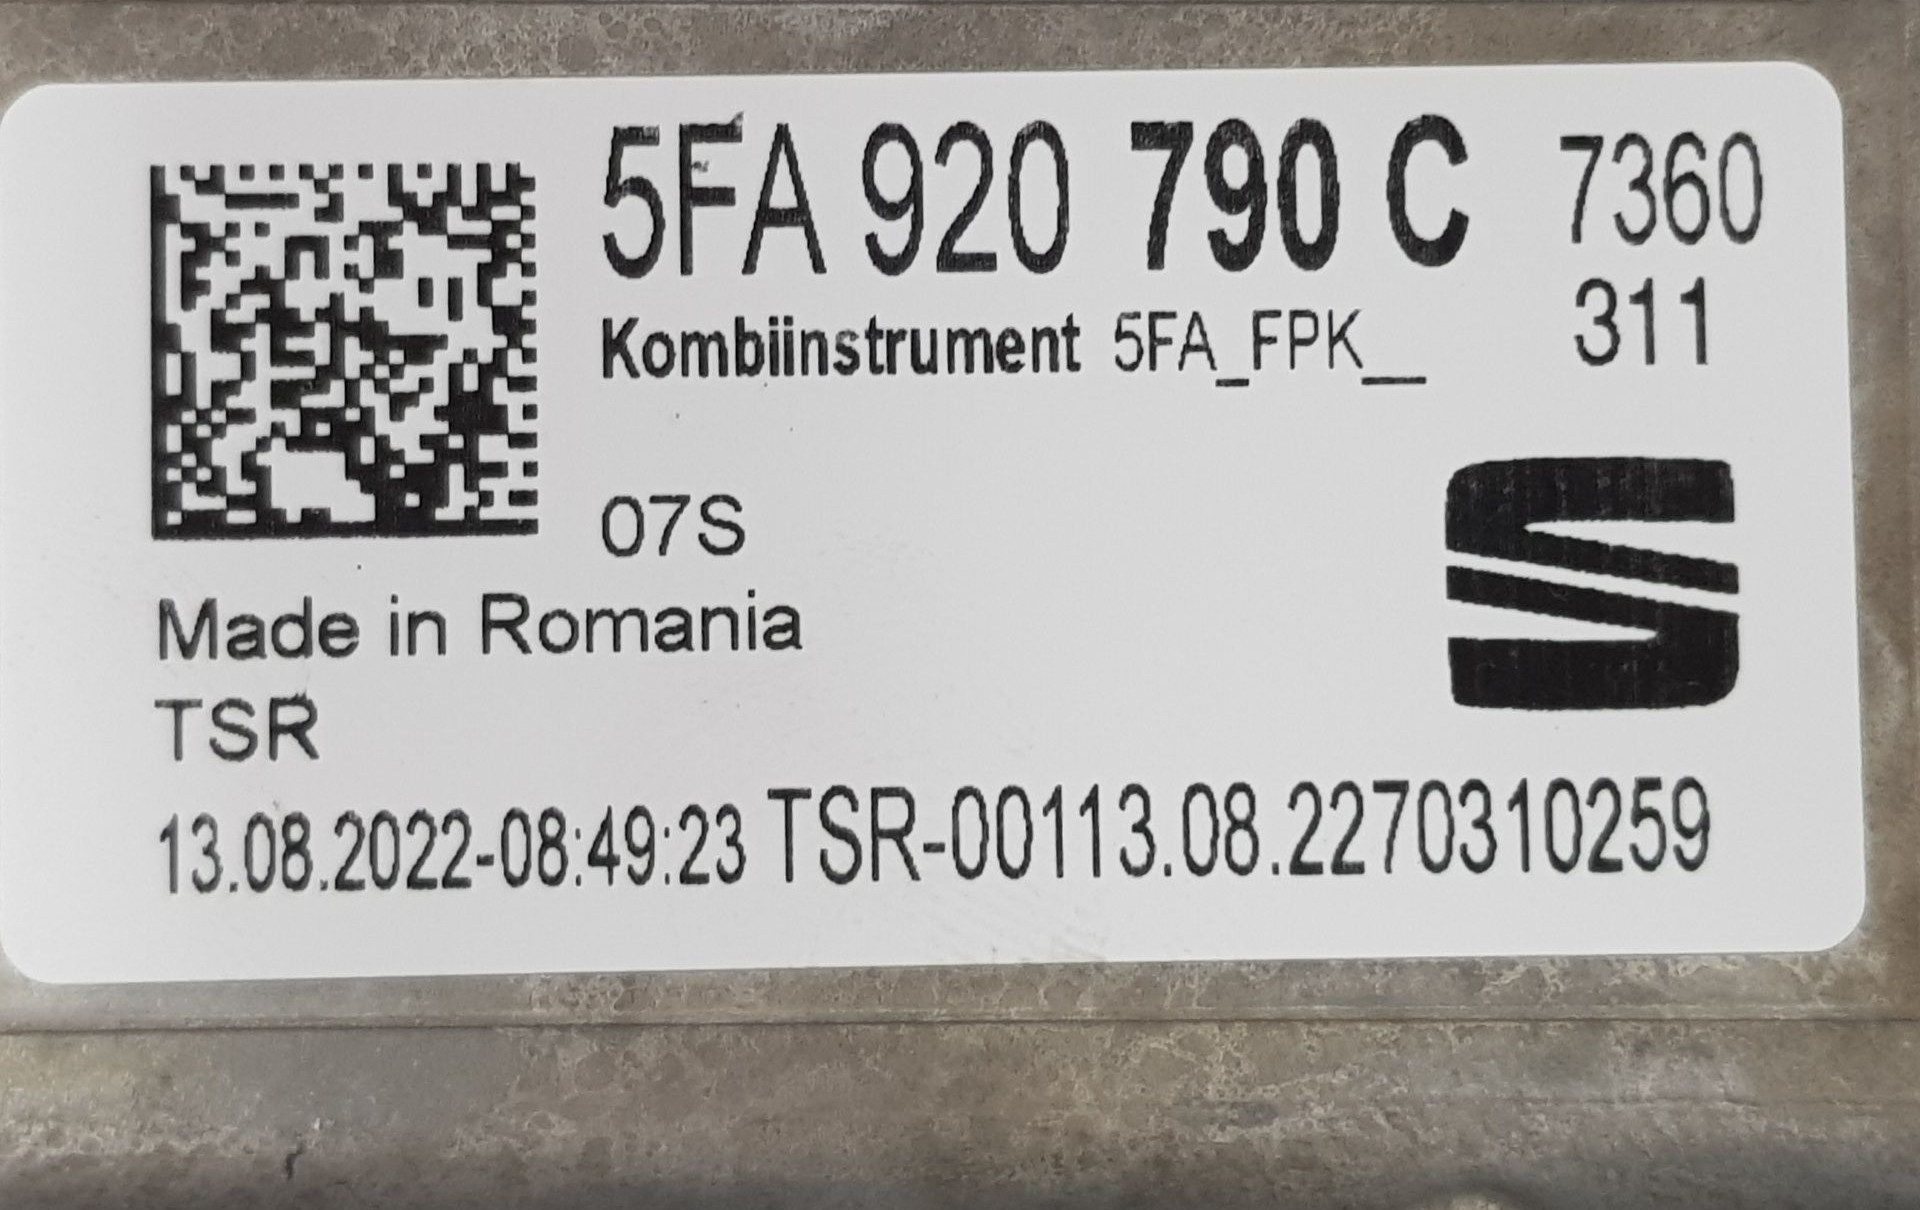 5FA 920 790 C 7360
Kombiinstrument 5FA_FPK__ 311
07S
Made in Romania
TSR
13.08.2022-08:49:23 TSR-00113.08.2270310259